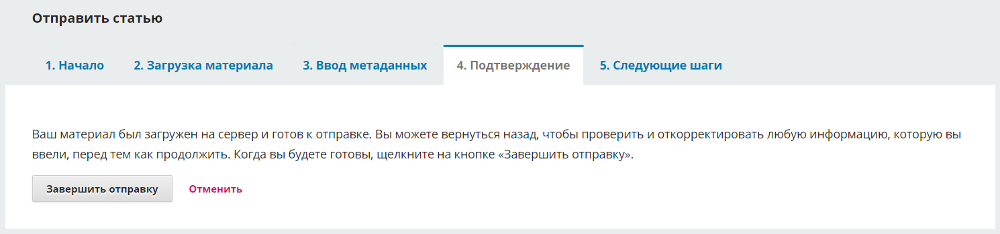 Отправить статью
1. Начало 2. Загрузка материала 3. Ввод метаданных 4. Подтверждение 5. Следующие шаги
Ваш материал был загружен на сервер и готов к отправке. Вы можете вернуться назад, чтобы проверить и откорректировать любую информацию, которую вы
ввели, перед тем как продолжить. Когда вы будете готовы, щелкните на кнопке «Завершить отправку».
Завершить отправку Отменить